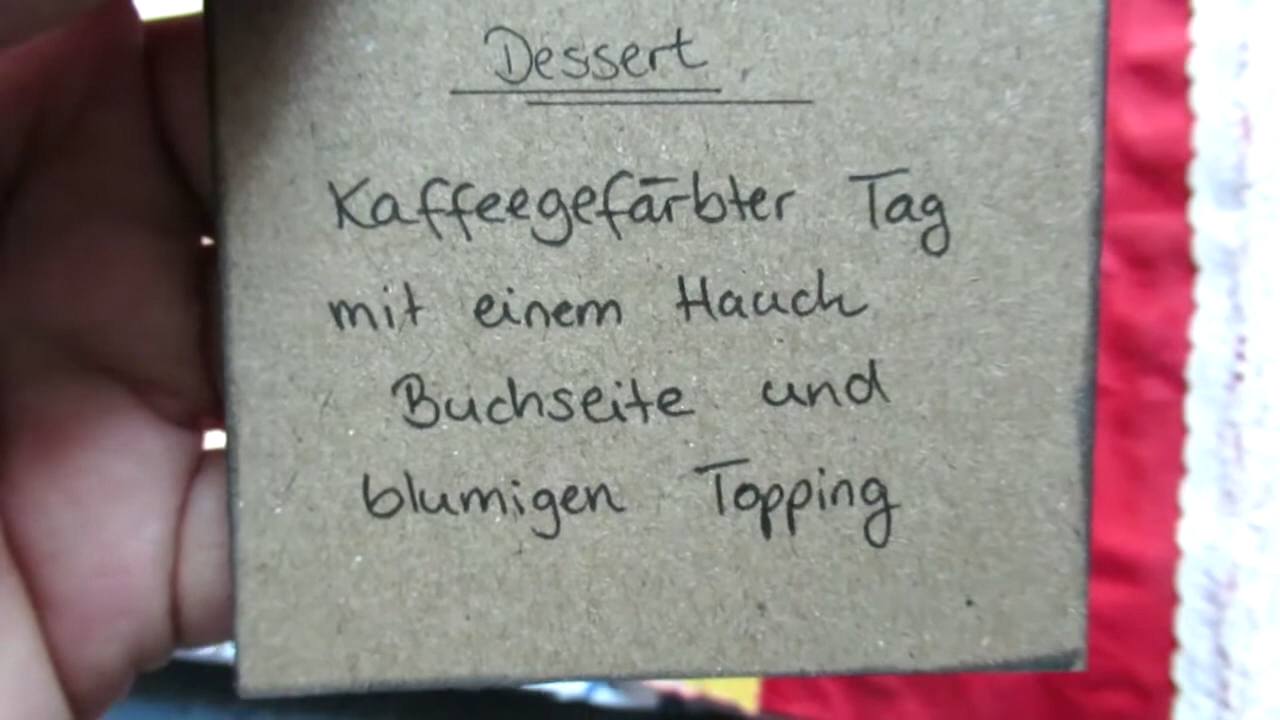 Dessert
Kaffeegefärbter Tag
mit einem Hauch
Buchseite und
blumigen Topping